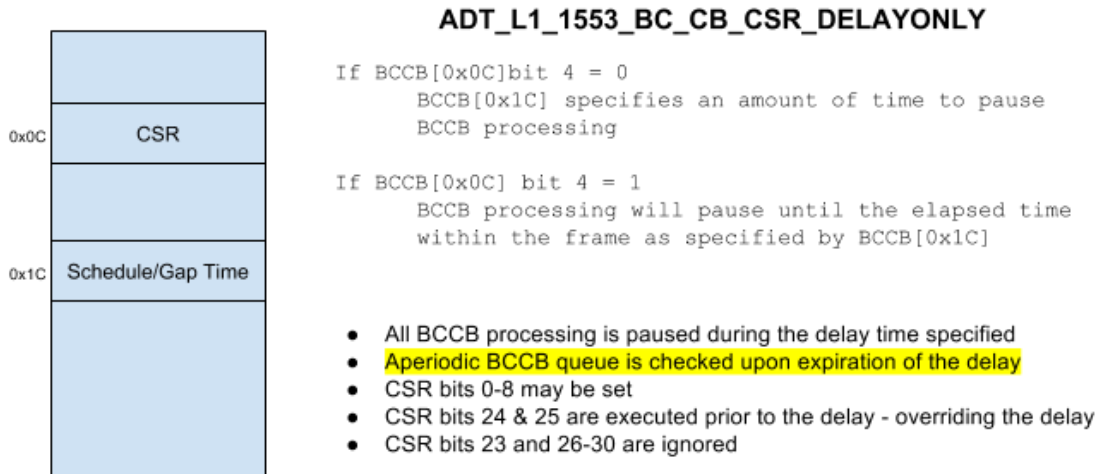 ADT_L1_1553_BC_CB_CSR_DELAYONLY
If BCCB[0x0C]bit 4 = 0
BCCB[0x1C] specifies an amount of time to pause
BCCB processing
0x0C
CSR
If BCCB[0x0C] bit 4 = 1
BCCB processing will pause until the elapsed time
within the frame as specified by BCCB[0x1C]
0x1C
Schedule/Gap Time
● All BCCB processing is paused during the delay time specified
● Aperiodic BCCB queue is checked upon expiration of the delay
● CSR bits 0-8 may be set
● CSR bits 24 & 25 are executed prior to the delay - overriding the delay
● CSR bits 23 and 26-30 are ignored